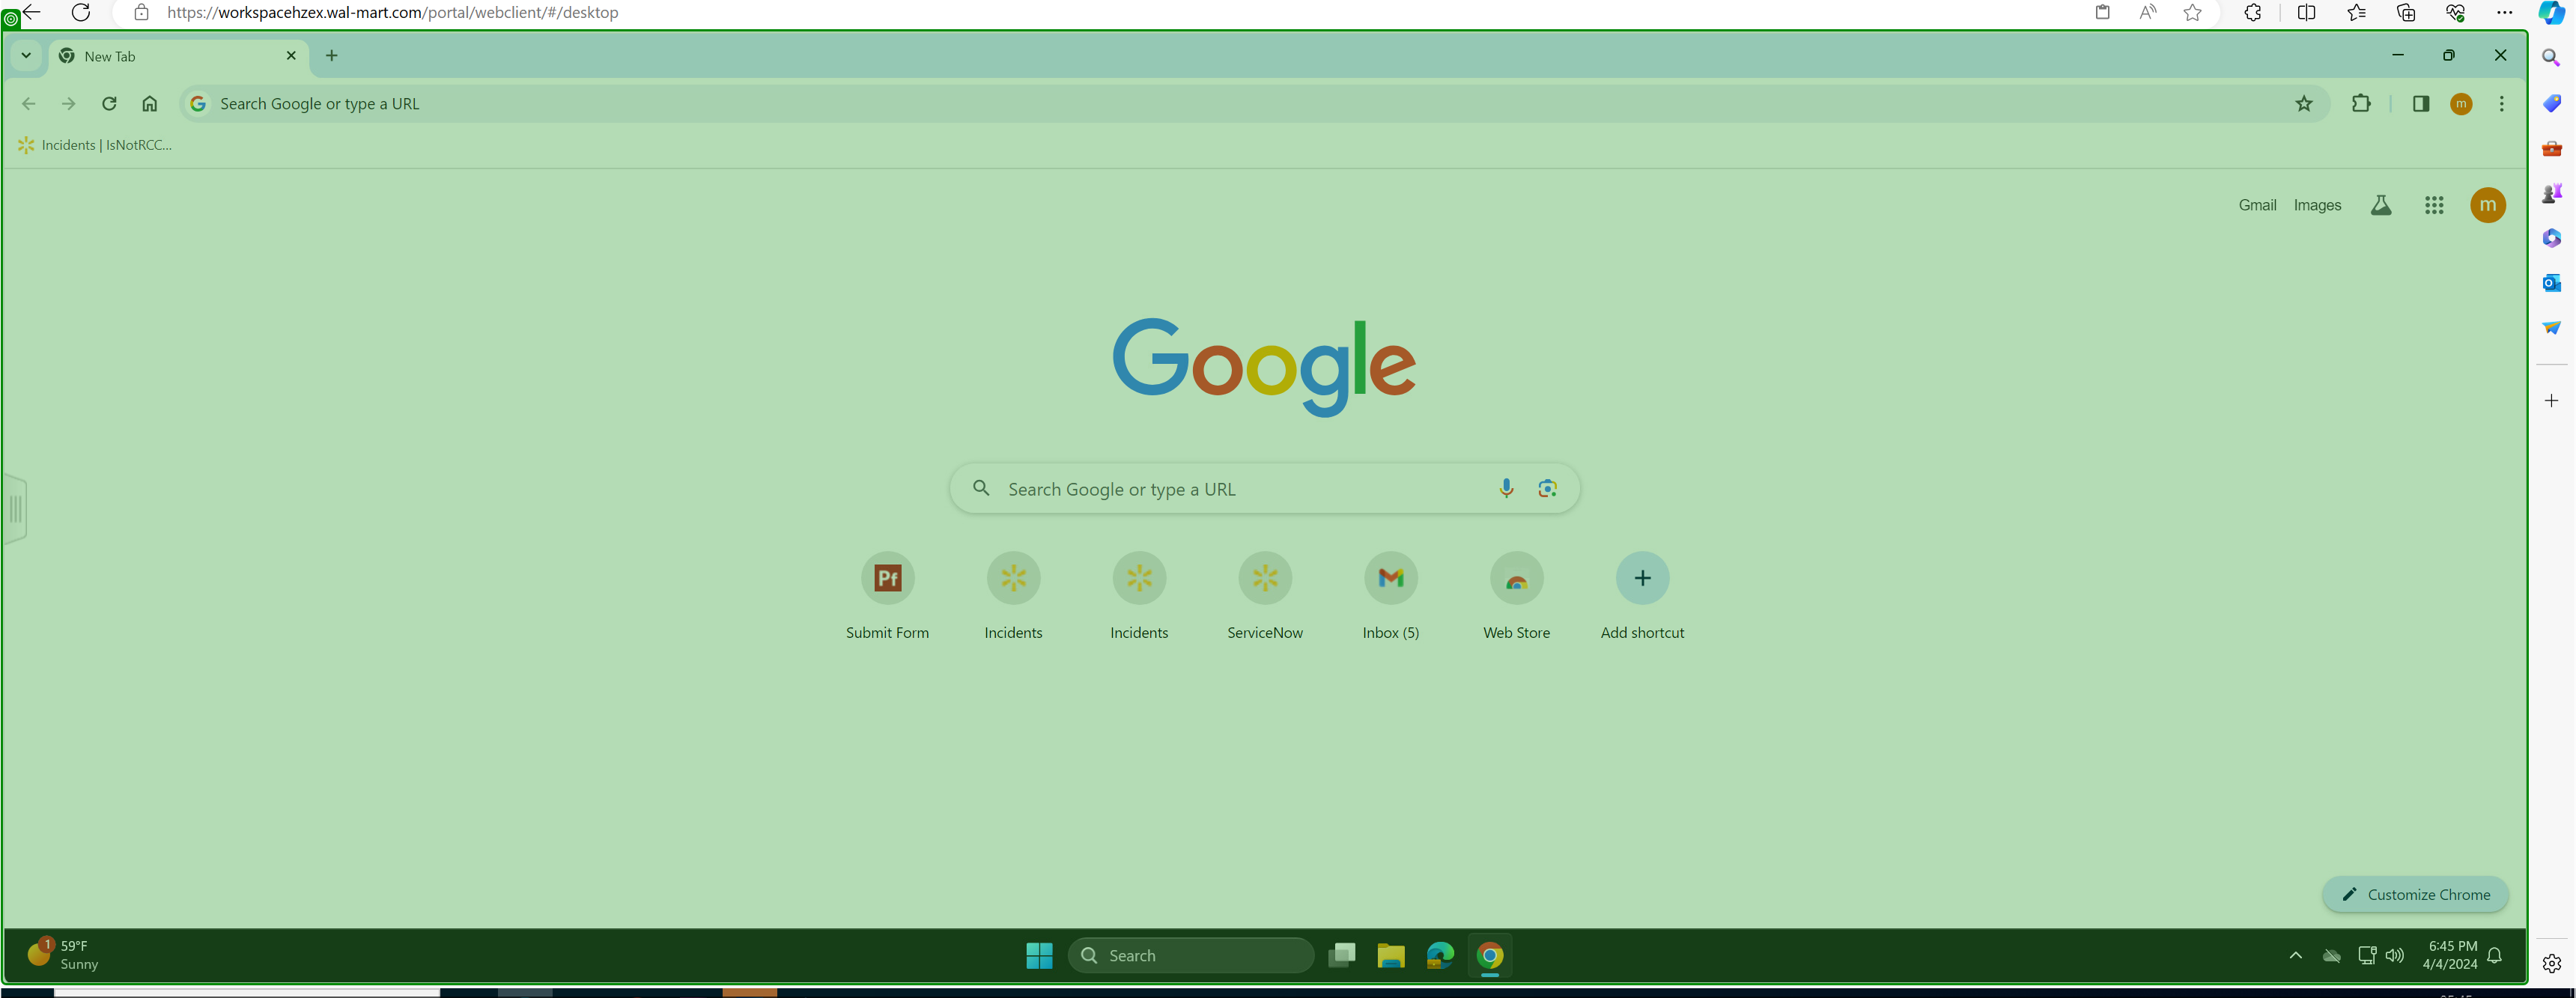 https://workspacehzex.wal-mart.com/portal/webclient/#/desktop
New Tab
Search Google or type a URL
m
Incidents | IsNotRCC...
Gmail Images m
Google
Search Google or type a URL
Pf
Submit Form Incidents Incidents ServiceNow Inbox (5) Web Store Add shortcut
Customize Chrome
1 59°F
Sunny
Search
6:45 PM
4/4/2024